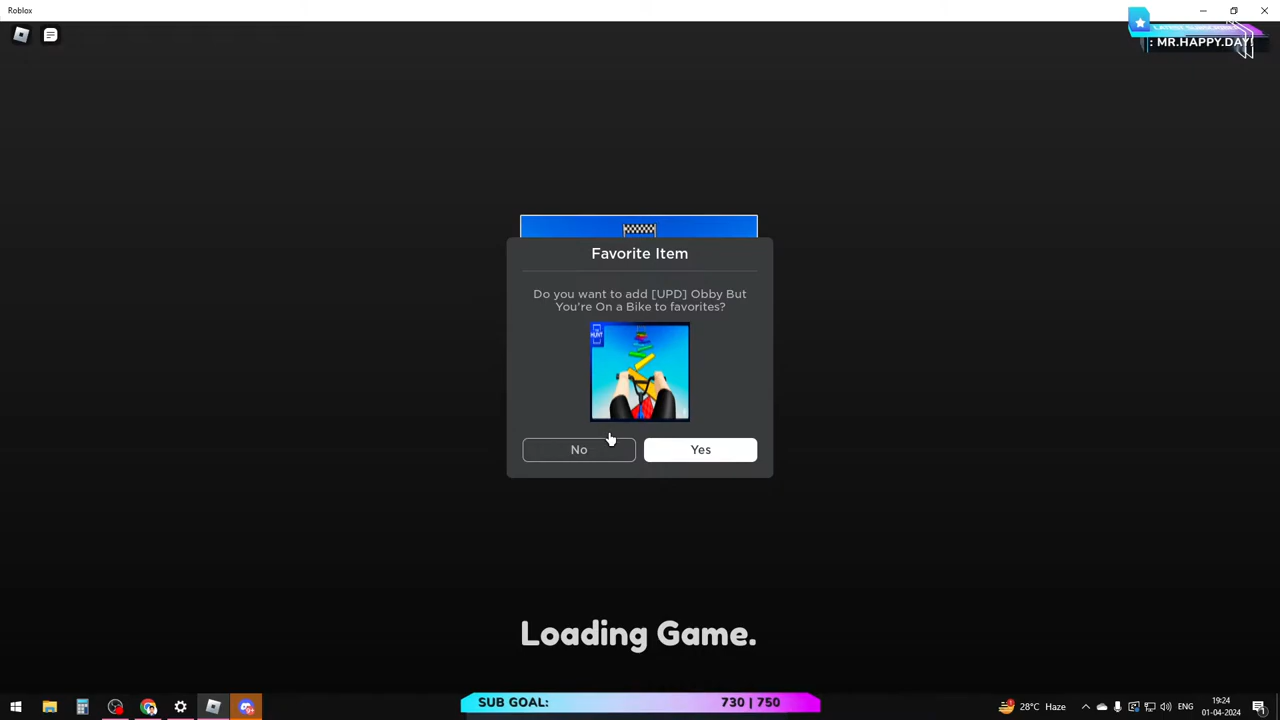 Roblox
: MR.HAPPY.DAY!
Favorite Item
Do you want to add [UPD] Obby But
You're On a Bike to favorites?
HUNT
No
Yes
Loading Game.
SUB GOAL:
730 | 750
28°C Haze
ENG
19:24
01-04-2024